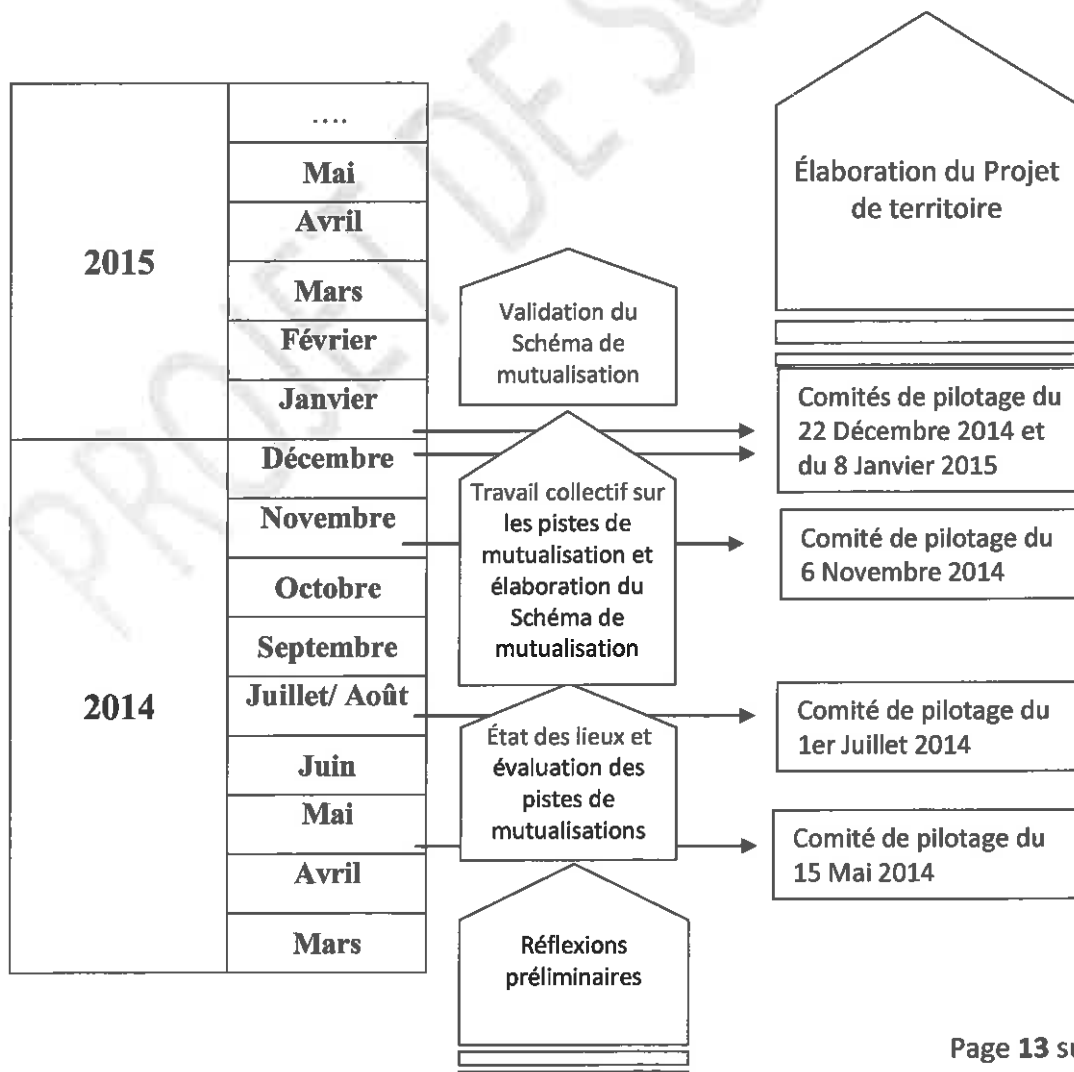 PROJET DE
2015
....
Mai
Avril
Mars
Février
Janvier
2014
Décembre
Novembre
Octobre
Septembre
Juillet/ Août
Juin
Mai
Avril
Mars
Validation du
Schéma de
mutualisation
Travail collectif sur
les pistes de
mutualisation et
élaboration du
Schéma de
mutualisation
État des lieux et
évaluation des
pistes de
mutualisations
Réflexions
préliminaires
Élaboration du Projet
de territoire
Comités de pilotage du
22 Décembre 2014 et
du 8 Janvier 2015
Comité de pilotage du
6 Novembre 2014
Comité de pilotage du
1er Juillet 2014
Comité de pilotage du
15 Mai 2014
Page 13 su